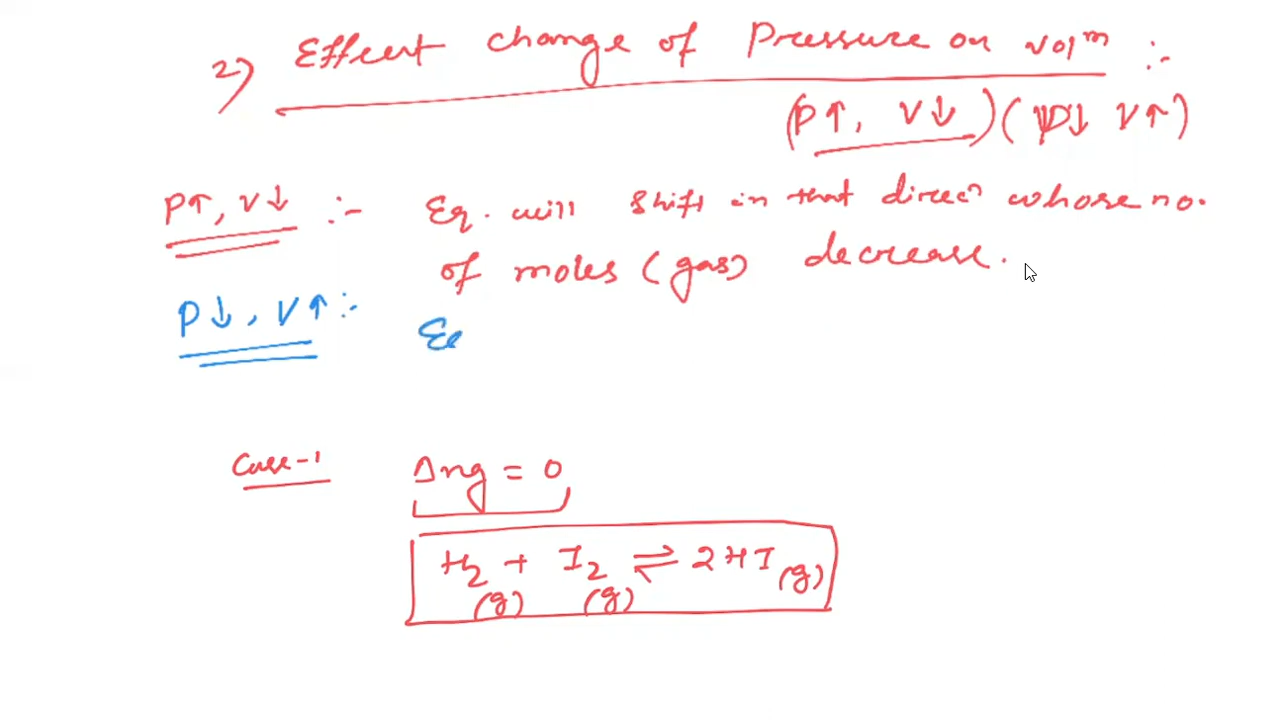 2) Effect change of Pressure on volm :-
(P↑, V↓) (P↓ V↑)
P↑, V↓ :- Eq. will shift in that direcn whose no.
of moles (gas) decrease.
P↓, V↑ :- Eq
Case-1 Δng = 0
H2(g) + I2(g) ⇌ 2HI(g)